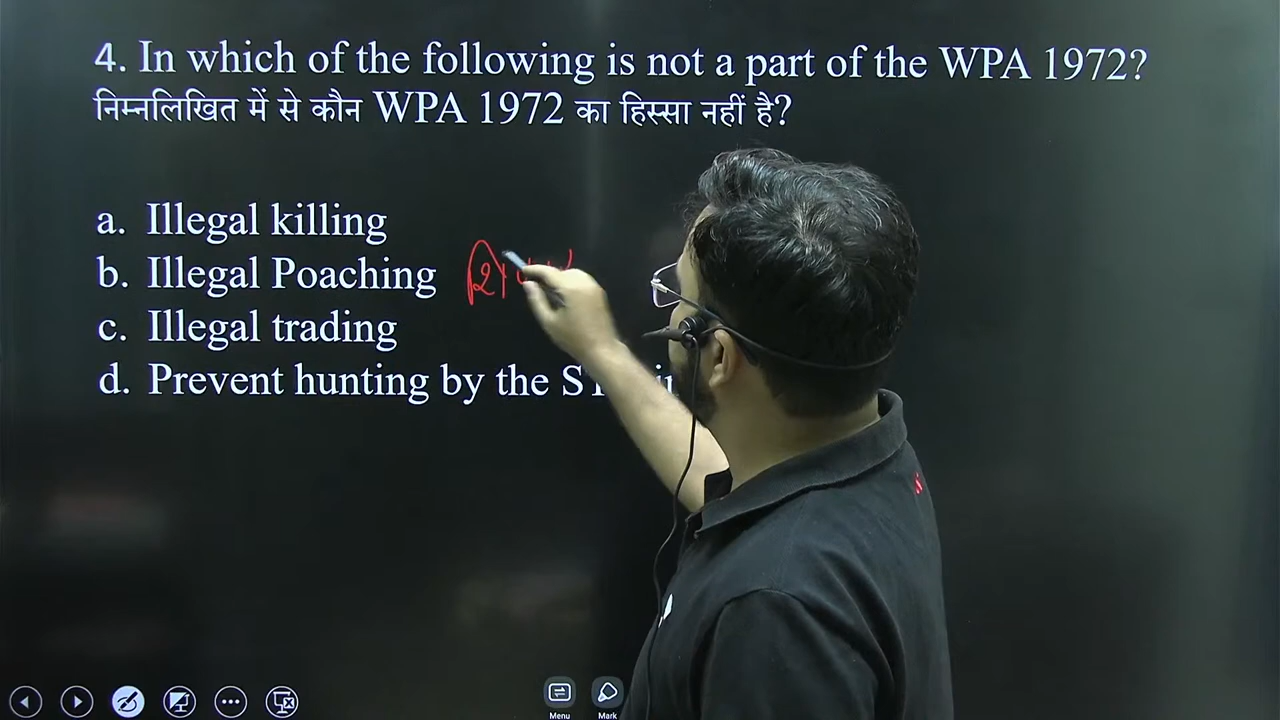 4. In which of the following is not a part of the WPA 1972?
निम्नलिखित में से कौन WPA 1972 का हिस्सा नहीं है?
a. Illegal killing
b. Illegal Poaching
c. Illegal trading
d. Prevent hunting by the
Menu
Mark